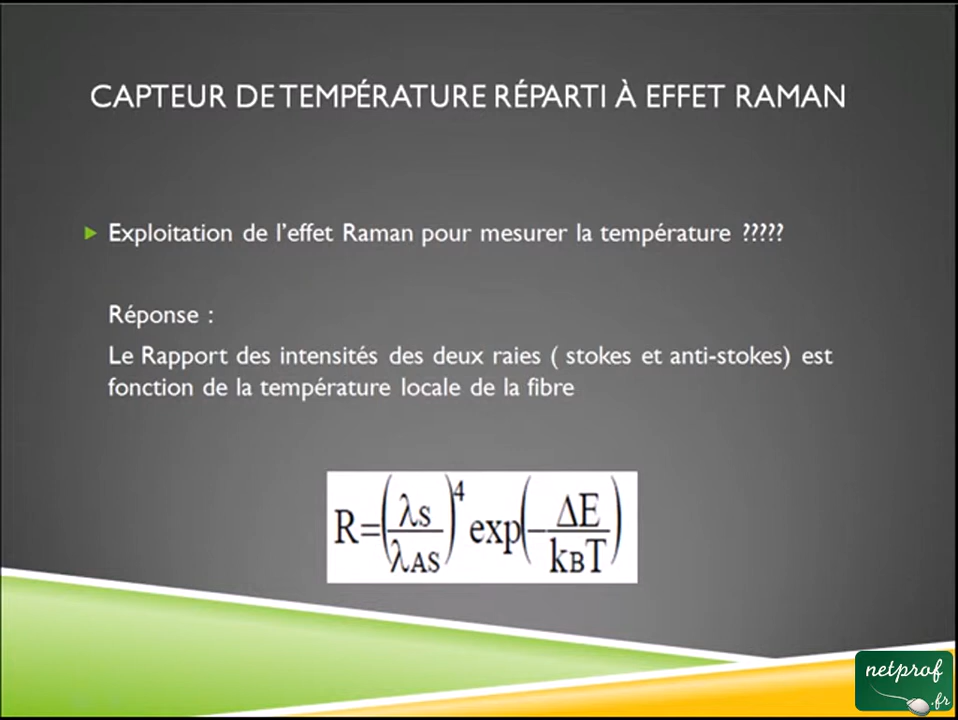 CAPTEUR DE TEMPÉRATURE RÉPARTI À EFFET RAMAN
Exploitation de l'effet Raman pour mesurer la température ?????
Réponse :
Le Rapport des intensités des deux raies ( stokes et anti-stokes) est
fonction de la température locale de la fibre
R=(λs/λAS)^4 exp(-ΔE/kBT)
netprof
.fr